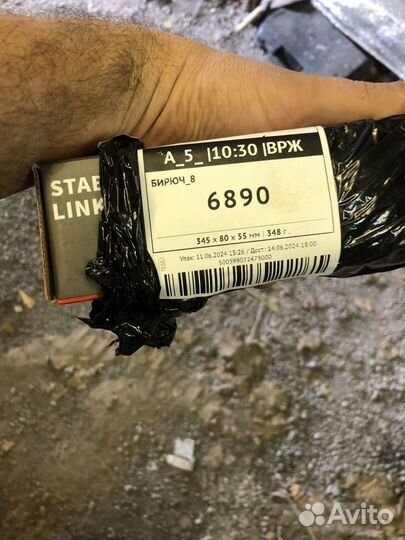 A_5_ |10:30 |ВРЖ
БИРЮЧ_8
6890
345 x 80 x 55 мм | 348 г.
Упак: 11.06.2024 15:26 / Дост: 14.06.2024 18:00
500399072473000
STAB
LINK
Avito